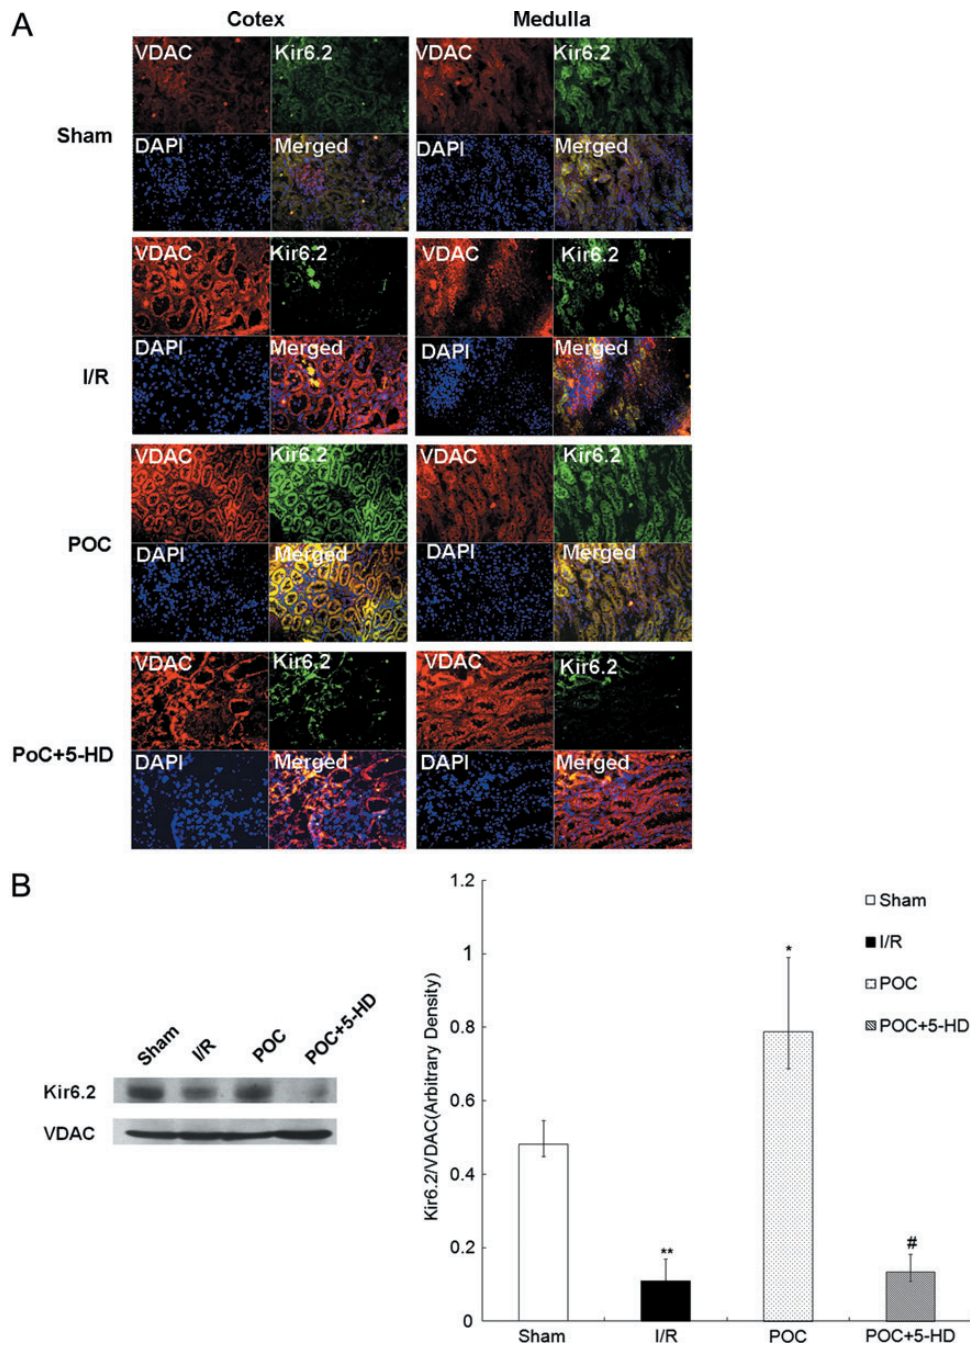 A
Cotex
Medulla
VDAC
Kir6.2
VDAC
Kir6.2
Sham
DAPI
Merged
DAPI
Merged
VDAC
Kir6.2
VDAC
Kir6.2
I/R
DAPI
Merged
DAPI
Merged
VDAC
Kir6.2
VDAC
Kir6.2
POC
DAPI
Merged
DAPI
Merged
VDAC
Kir6.2
VDAC
Kir6.2
PoC+5-HD
DAPI
Merged
DAPI
Merged
B
Sham
I/R
POC
POC+5-HD
Kir6.2
VDAC
Kir6.2/VDAC(Arbitrary Density)
1.2
1
0.8
0.6
0.4
0.2
0
**
*
#
Sham
I/R
POC
POC+5-HD
Sham
I/R
POC
POC+5-HD